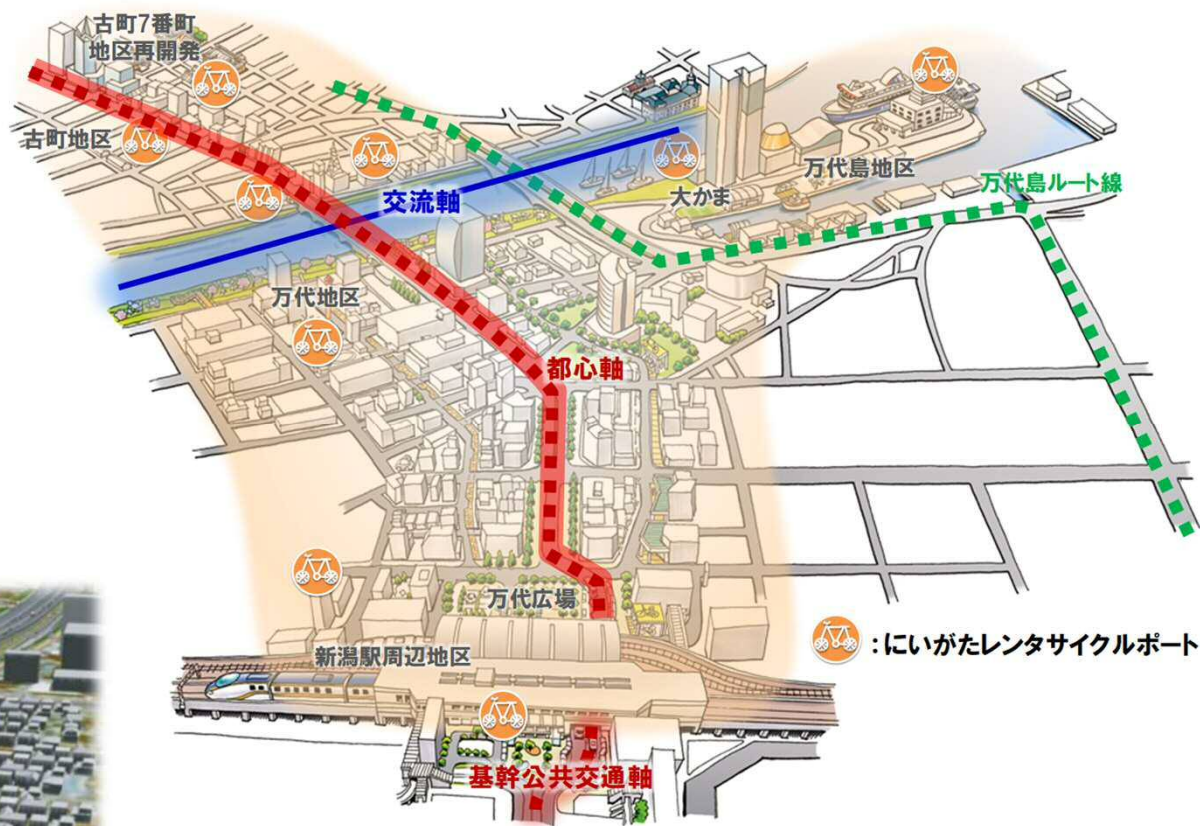 古町7番町
地区再開発
古町地区
交流軸
大かま
万代島地区
万代島ルート線
万代地区
都心軸
万代広場
新潟駅周辺地区
:にいがたレンタサイクルポート
基幹公共交通軸